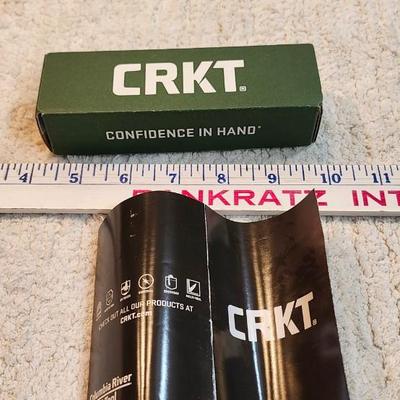 CRKT®
CONFIDENCE IN HAND®
4 5 6 7 8 9 10 11
PANKRATZ INT
CHECK OUT ALL OUR PRODUCTS AT
CRKT.com
CRKT®
Columbia River